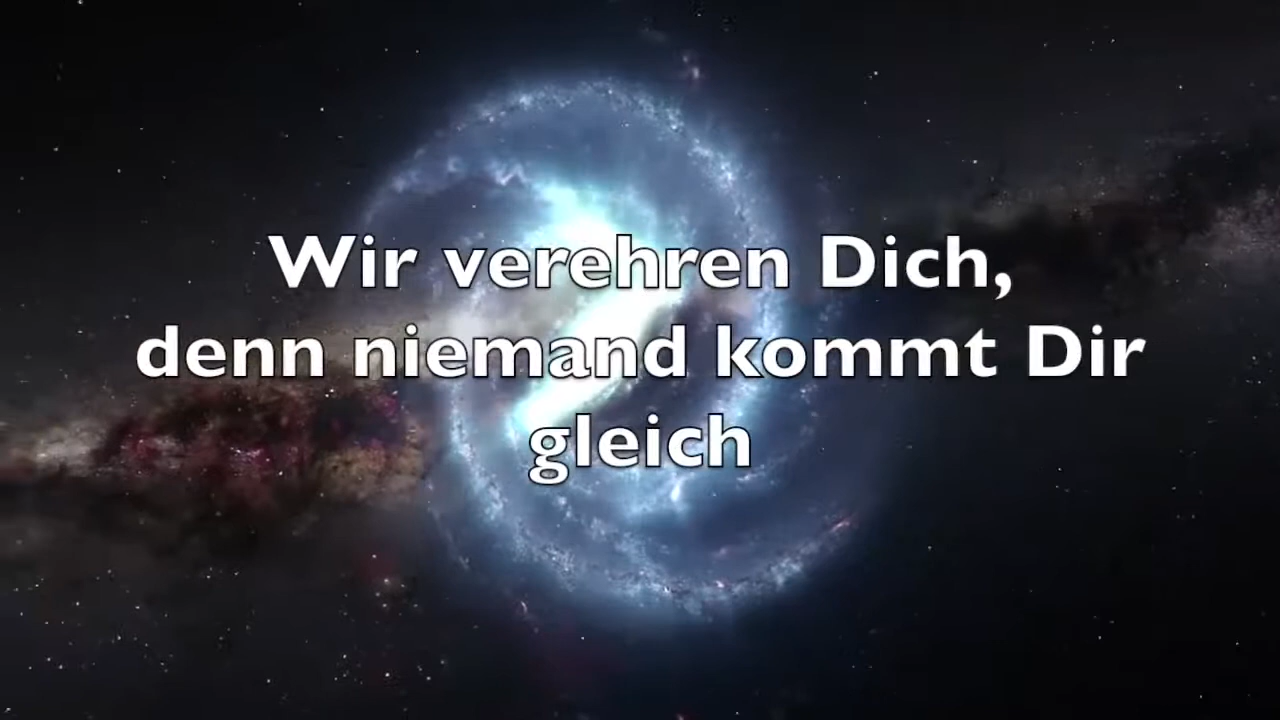 Wir verehren Dich,
denn niemand kommt Dir
gleich